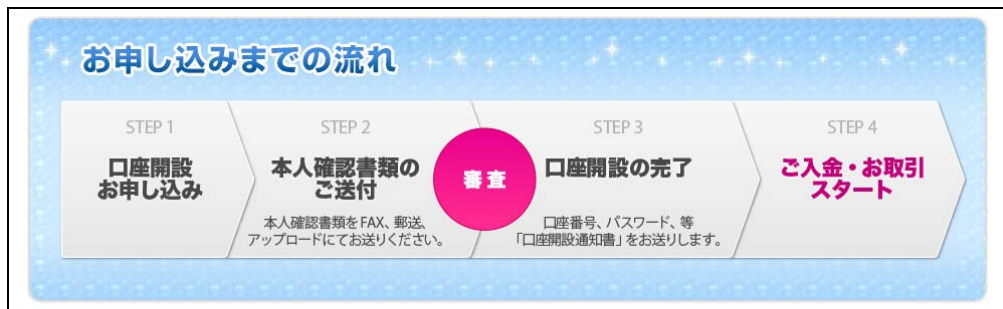 お申し込みまでの流れ
STEP 1
口座開設
お申し込み
STEP 2
本人確認書類の
ご送付
本人確認書類をFAX、郵送、
アップロードにてお送りください。
審査
STEP 3
口座開設の完了
口座番号、パスワード、等
「口座開設通知書」をお送りします。
STEP 4
ご入金・お取引
スタート